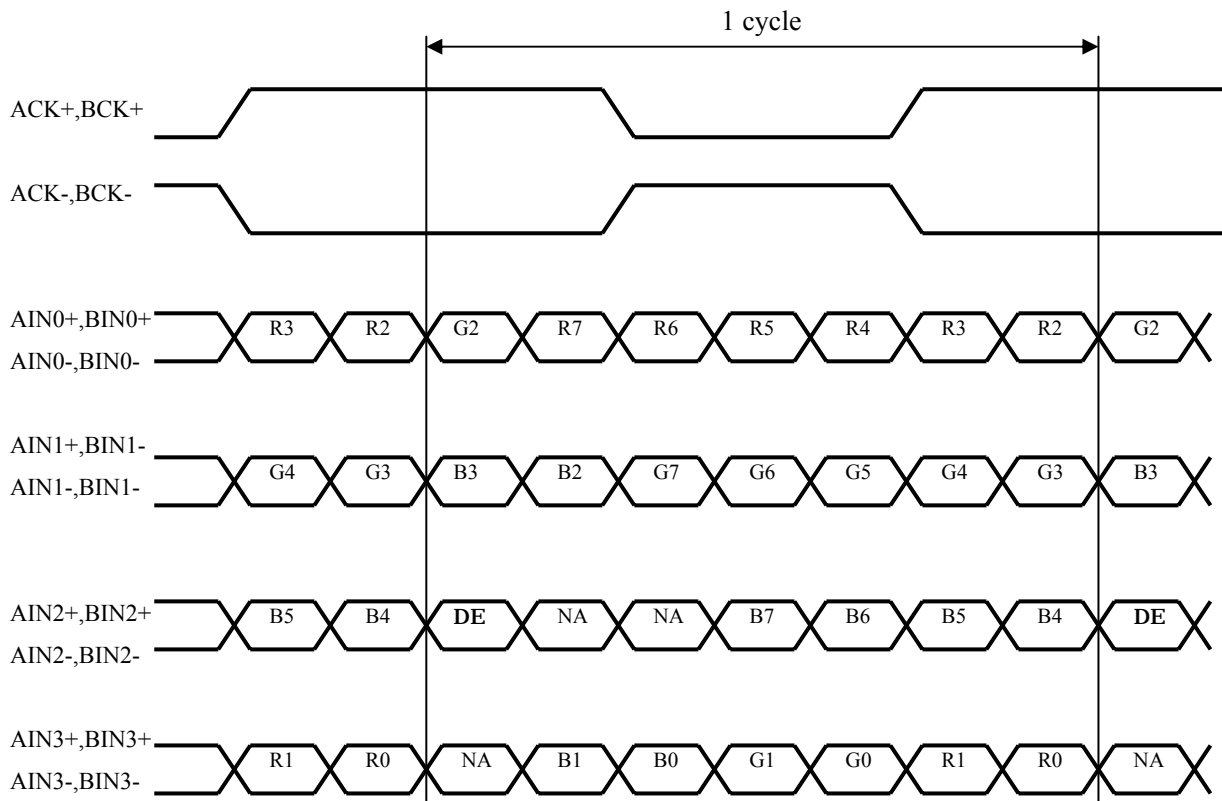 1 cycle
ACK+,BCK+
ACK-,BCK-
AIN0+,BIN0+
R3 R2 G2 R7 R6 R5 R4 R3 R2 G2
AIN0-,BIN0-
AIN1+,BIN1-
G4 G3 B3 B2 G7 G6 G5 G4 G3 B3
AIN1-,BIN1-
AIN2+,BIN2+
B5 B4 DE NA NA B7 B6 B5 B4 DE
AIN2-,BIN2-
AIN3+,BIN3+
R1 R0 NA B1 B0 G1 G0 R1 R0 NA
AIN3-,BIN3-